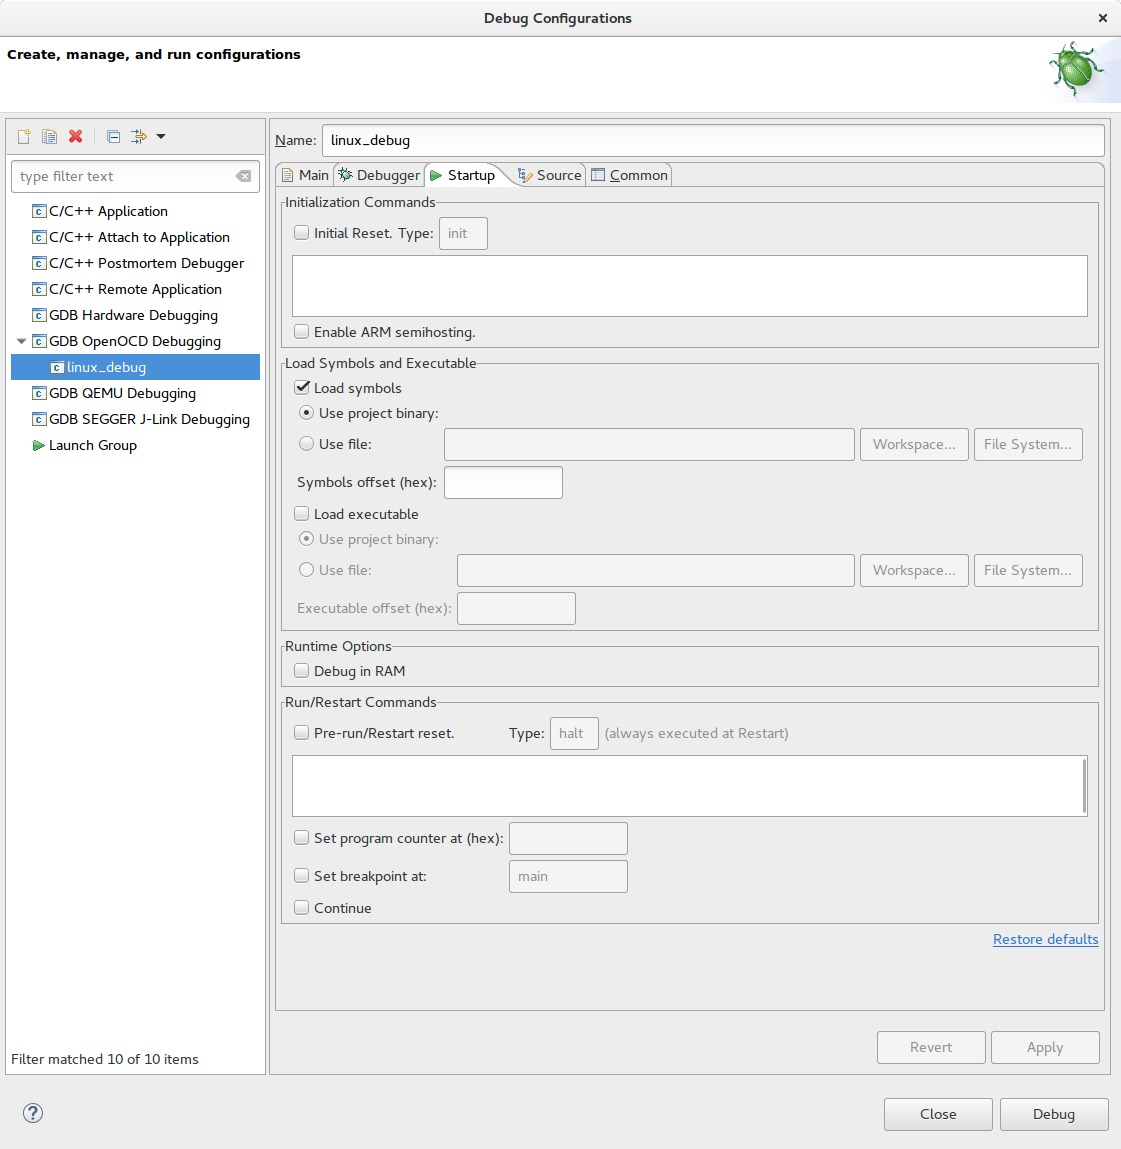 Debug Configurations
Create, manage, and run configurations
type filter text
C/C++ Application
C/C++ Attach to Application
C/C++ Postmortem Debugger
C/C++ Remote Application
GDB Hardware Debugging
GDB OpenOCD Debugging
linux_debug
GDB QEMU Debugging
GDB SEGGER J-Link Debugging
Launch Group
Filter matched 10 of 10 items
Name: linux_debug
Main Debugger Startup Source Common
Initialization Commands
Initial Reset. Type: init
Enable ARM semihosting.
Load Symbols and Executable
Load symbols
Use project binary:
Use file: Workspace... File System...
Symbols offset (hex):
Load executable
Use project binary:
Use file: Workspace... File System...
Executable offset (hex):
Runtime Options
Debug in RAM
Run/Restart Commands
Pre-run/Restart reset. Type: halt (always executed at Restart)
Set program counter at (hex):
Set breakpoint at: main
Continue
Restore defaults
Revert Apply
? Close Debug